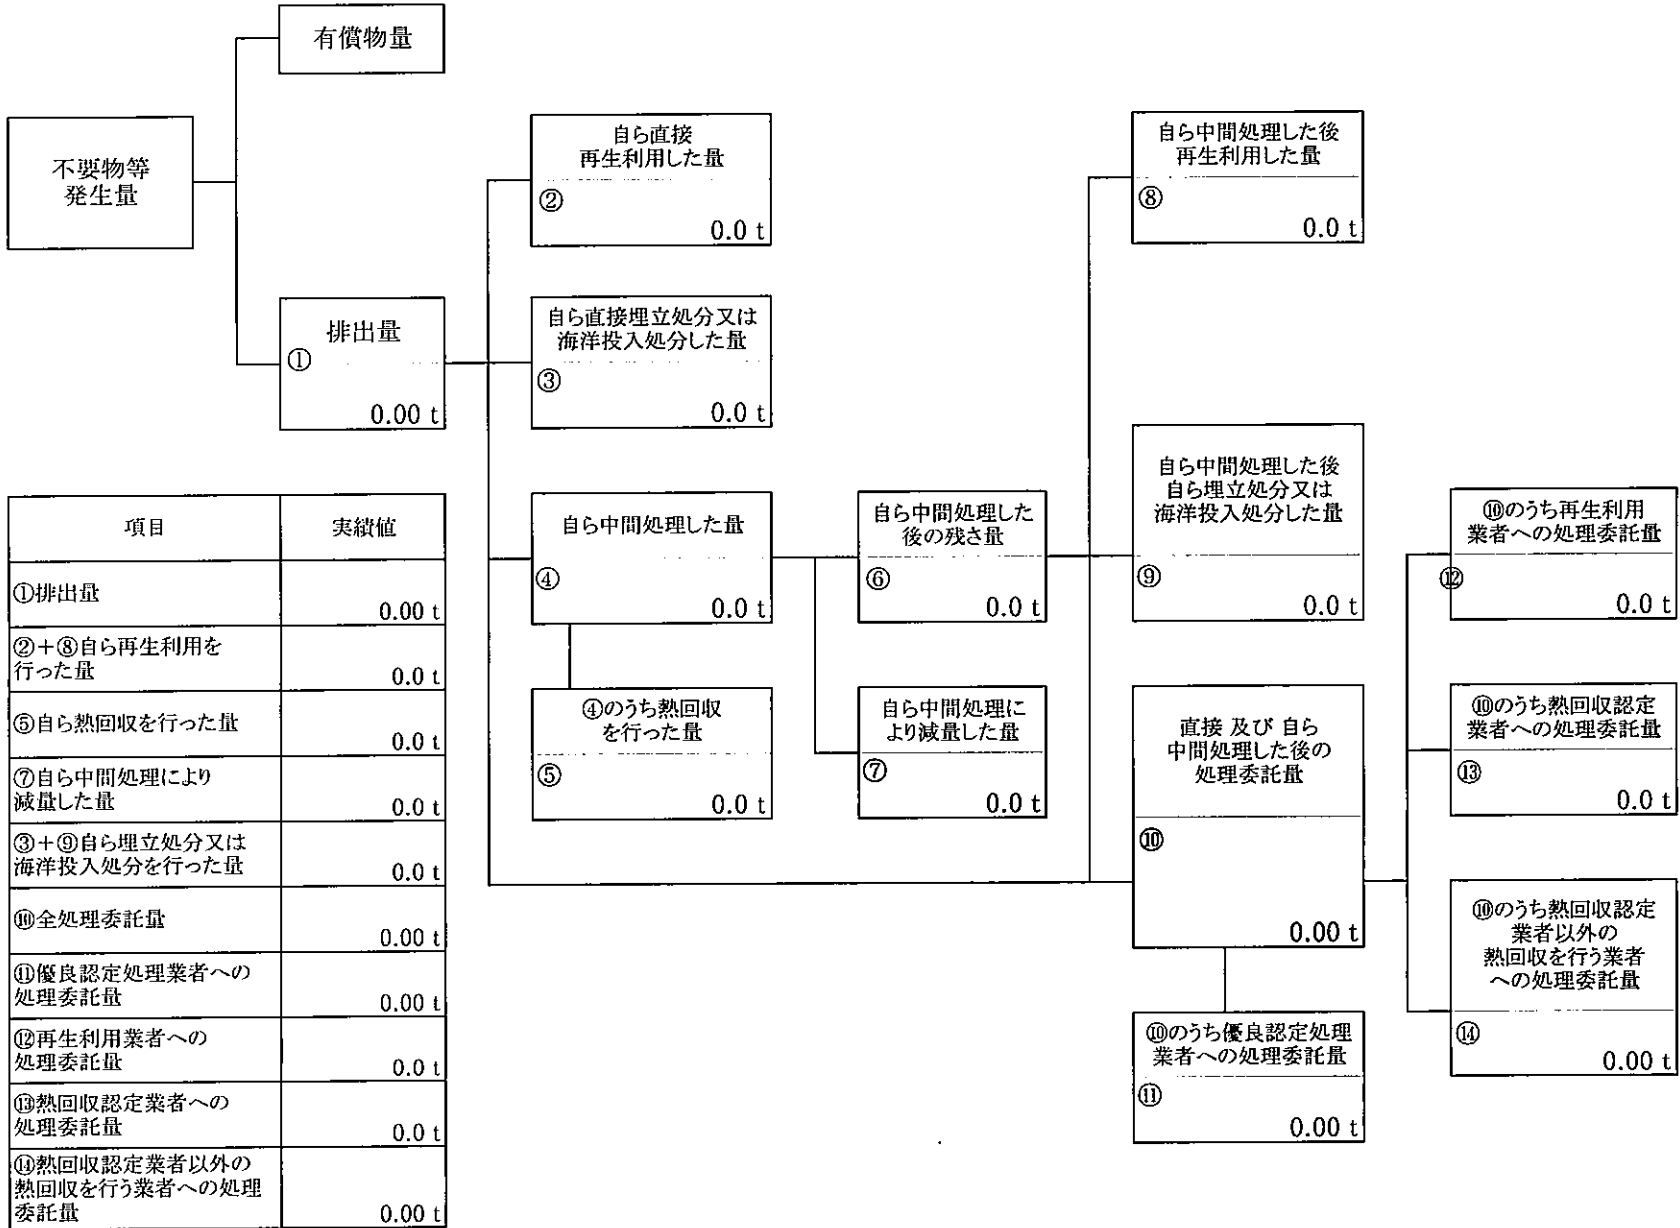 有償物量
不要物等
発生量
排出量
①
0.00 t
自ら直接
再生利用した量
②
0.0 t
自ら直接埋立処分又は
海洋投入処分した量
③
0.0 t
自ら中間処理した量
④
0.0 t
④のうち熱回収
を行った量
⑤
0.0 t
自ら中間処理した
後の残さ量
⑥
0.0 t
自ら中間処理に
より減量した量
⑦
0.0 t
自ら中間処理した後
再生利用した量
⑧
0.0 t
自ら中間処理した後
自ら埋立処分又は
海洋投入処分した量
⑨
0.0 t
直接 及び 自ら
中間処理した後の
処理委託量
⑩
0.00 t
⑩のうち優良認定処理
業者への処理委託量
⑪
0.00 t
⑩のうち再生利用
業者への処理委託量
⑫
0.0 t
⑩のうち熱回収認定
業者への処理委託量
⑬
0.0 t
⑩のうち熱回収認定
業者以外の
熱回収を行う業者
への処理委託量
⑭
0.00 t
項目 実績値
①排出量
0.00 t
②+⑧自ら再生利用を
行った量
0.0 t
⑤自ら熱回収を行った量
0.0 t
⑦自ら中間処理により
減量した量
0.0 t
③+⑨自ら埋立処分又は
海洋投入処分を行った量
0.0 t
⑩全処理委託量
0.00 t
⑪優良認定処理業者への
処理委託量
0.00 t
⑫再生利用業者への
処理委託量
0.0 t
⑬熱回収認定業者への
処理委託量
0.0 t
⑭熱回収認定業者以外の
熱回収を行う業者への処理
委託量
0.00 t